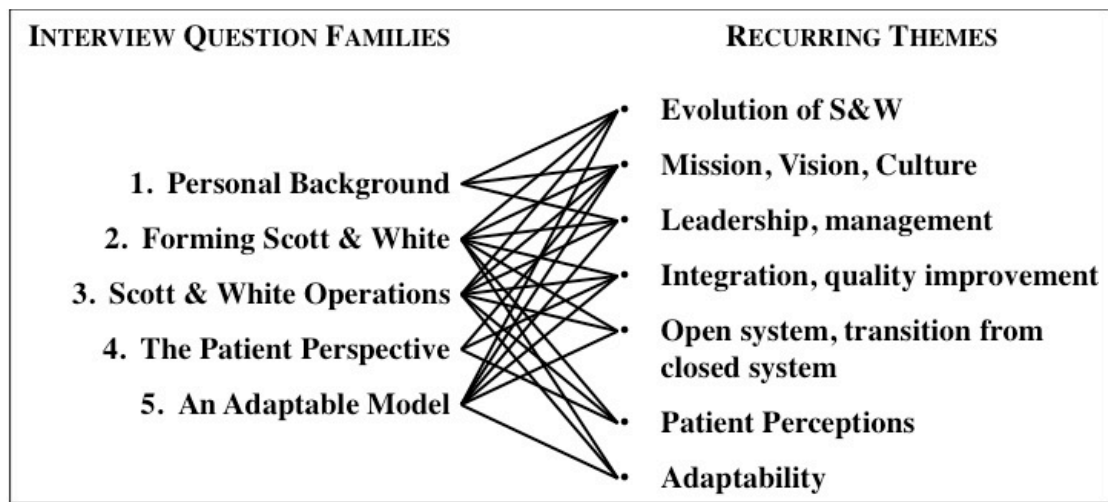 INTERVIEW QUESTION FAMILIES
1. Personal Background
2. Forming Scott & White
3. Scott & White Operations
4. The Patient Perspective
5. An Adaptable Model
RECURRING THEMES
• Evolution of S&W
• Mission, Vision, Culture
• Leadership, management
• Integration, quality improvement
• Open system, transition from
closed system
• Patient Perceptions
• Adaptability